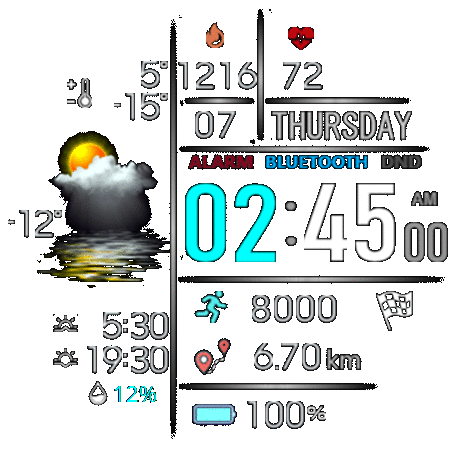 5° 1216 72
-15°
07 THURSDAY
ALARM BLUETOOTH DND
-12°
02:45 AM 00
8000
5:30
19:30 6.70 km
12%
100%